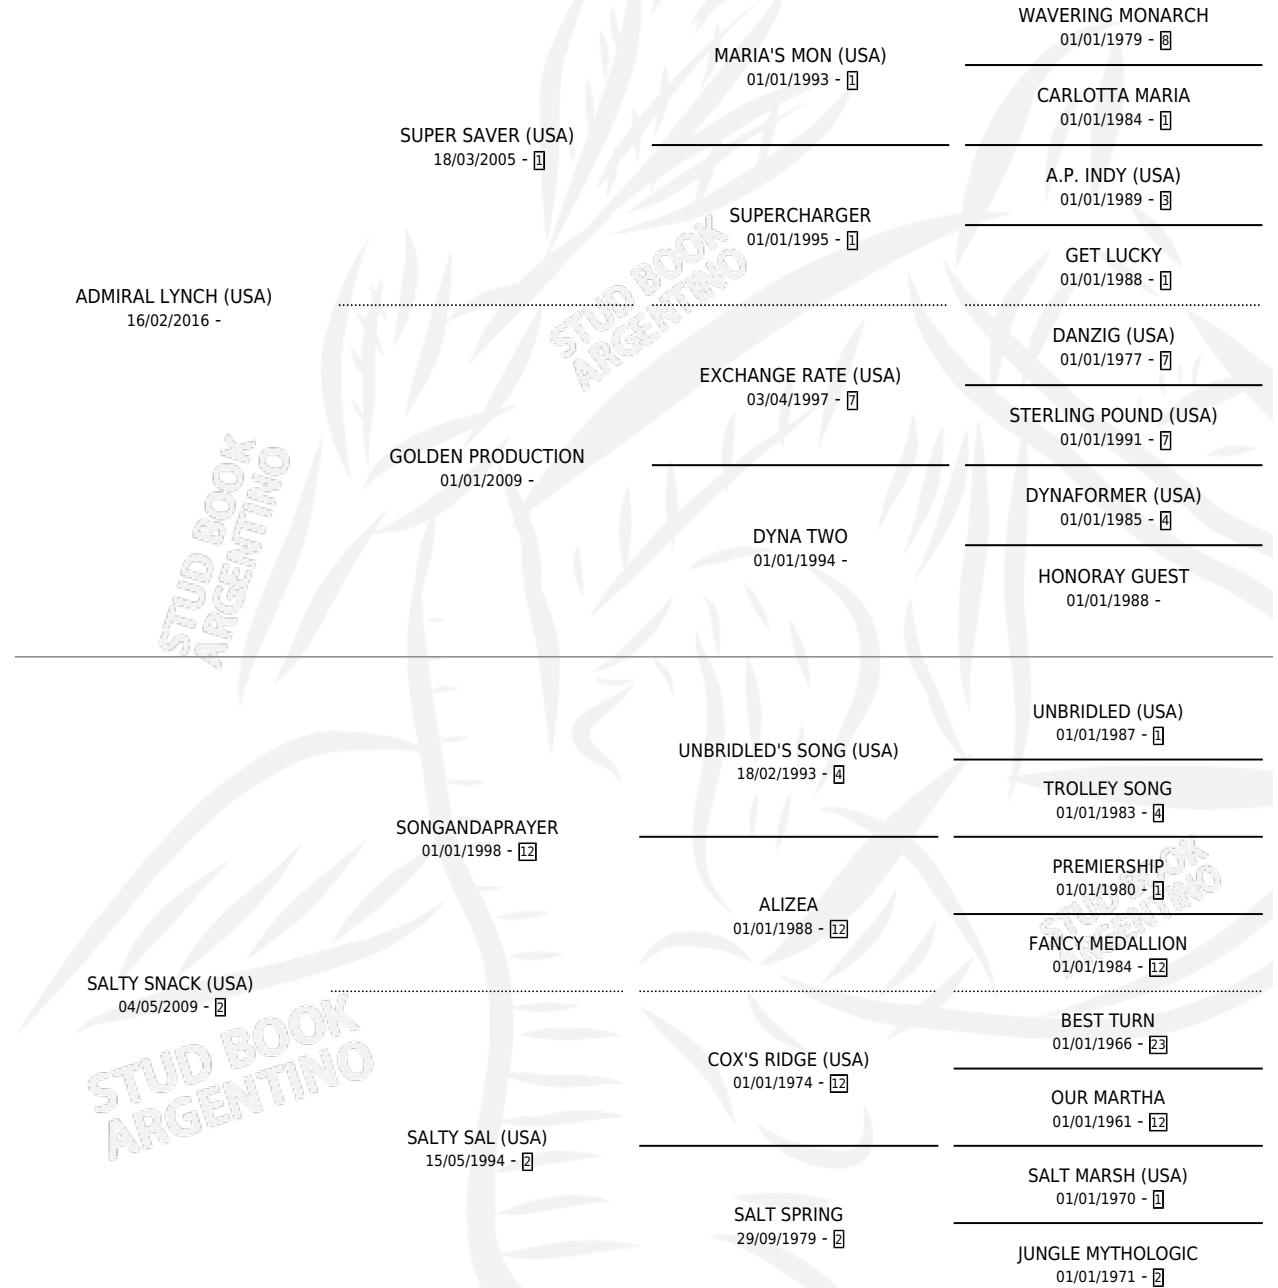 WAVERING MONARCH
01/01/1979 - 8
MARIA'S MON (USA)
01/01/1993 - 1
CARLOTTA MARIA
01/01/1984 - 1
SUPER SAVER (USA)
18/03/2005 - 1
A.P. INDY (USA)
01/01/1989 - 3
SUPERCHARGER
01/01/1995 - 1
GET LUCKY
01/01/1988 - 1
ADMIRAL LYNCH (USA)
16/02/2016 -
DANZIG (USA)
01/01/1977 - 7
EXCHANGE RATE (USA)
03/04/1997 - 7
STERLING POUND (USA)
01/01/1991 - 7
GOLDEN PRODUCTION
01/01/2009 -
DYNAFORMER (USA)
01/01/1985 - 4
DYNA TWO
01/01/1994 -
HONORAY GUEST
01/01/1988 -
UNBRIDLED (USA)
01/01/1987 - 1
UNBRIDLED'S SONG (USA)
18/02/1993 - 4
TROLLEY SONG
01/01/1983 - 4
SONGANDAPRAYER
01/01/1998 - 12
PREMIERSHIP
01/01/1980 - 1
ALIZEA
01/01/1988 - 12
FANCY MEDALLION
01/01/1984 - 12
SALTY SNACK (USA)
04/05/2009 - 2
BEST TURN
01/01/1966 - 23
COX'S RIDGE (USA)
01/01/1974 - 12
OUR MARTHA
01/01/1961 - 12
SALTY SAL (USA)
15/05/1994 - 2
SALT MARSH (USA)
01/01/1970 - 1
SALT SPRING
29/09/1979 - 2
JUNGLE MYTHOLOGIC
01/01/1971 - 2
STUD BOOK
ARGENTINO
STUD BOOK
ARGENTINO
STUD BOOK
ARGENTINO
STUD BOOK
ARGENTINO